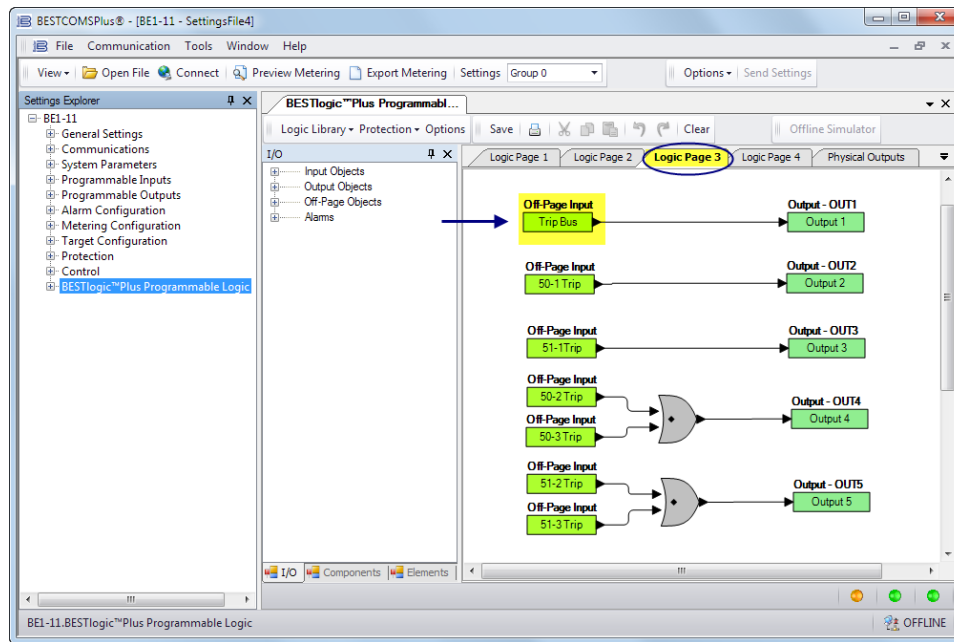 BESTCOMSPlus® - [BE1-11 - SettingsFile4]
File Communication Tools Window Help
View Open File Connect Preview Metering Export Metering Settings Group 0 Options Send Settings
Settings Explorer
BE1-11
General Settings
Communications
System Parameters
Programmable Inputs
Programmable Outputs
Alarm Configuration
Metering Configuration
Target Configuration
Protection
Control
BESTlogic™Plus Programmable Logic
BESTlogic™Plus Programmabl...
Logic Library Protection Options Save Clear Offline Simulator
I/O
Input Objects
Output Objects
Off-Page Objects
Alarms
I/O Components Elements
Logic Page 1 Logic Page 2 Logic Page 3 Logic Page 4 Physical Outputs
Off-Page Input Output - OUT1
Trip Bus Output 1
Off-Page Input Output - OUT2
50-1 Trip Output 2
Off-Page Input Output - OUT3
51-1Trip Output 3
Off-Page Input
50-2 Trip Output - OUT4
Off-Page Input Output 4
50-3 Trip
Off-Page Input
51-2 Trip Output - OUT5
Off-Page Input Output 5
51-3 Trip
BE1-11.BESTlogic™Plus Programmable Logic OFFLINE